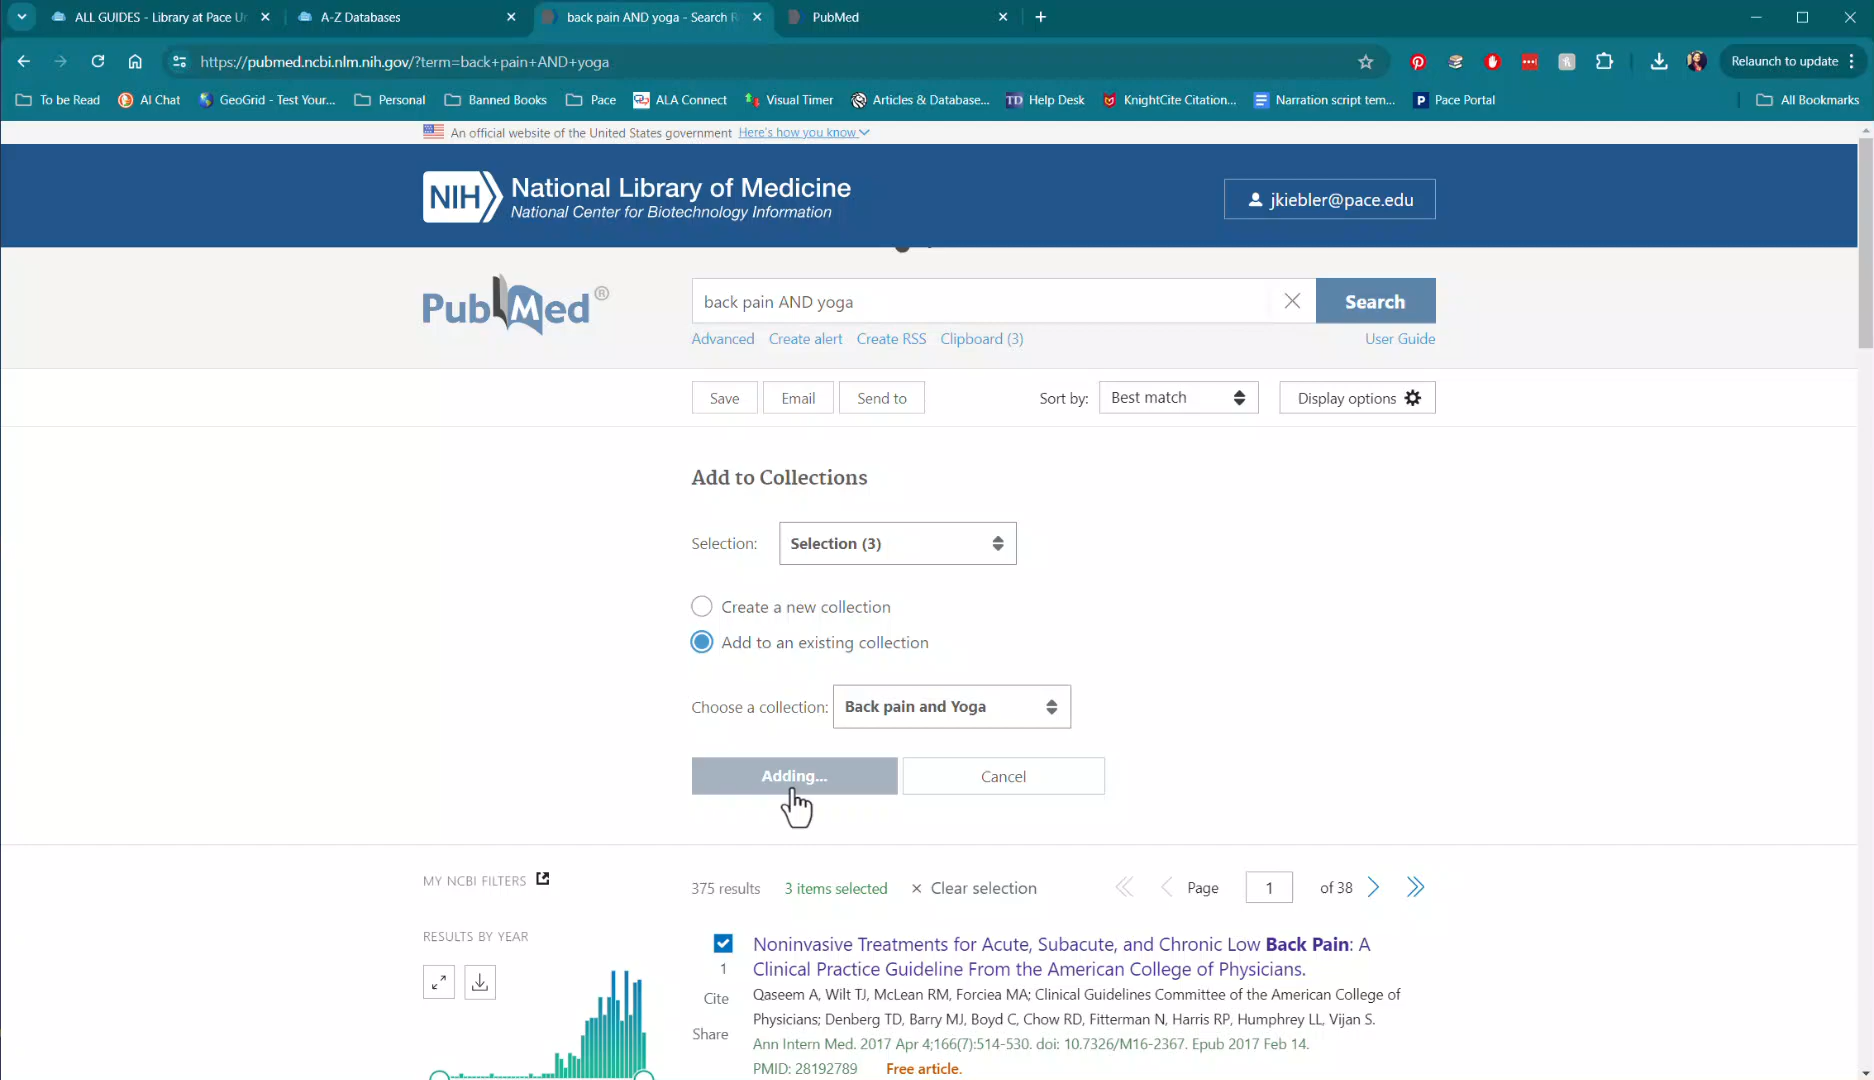 ALL GUIDES - Library at Pace Ur
A-Z Databases
back pain AND yoga - Search R
PubMed
https://pubmed.ncbi.nlm.nih.gov/?term=back+pain+AND+yoga
Relaunch to update
To be Read
AI Chat
GeoGrid - Test Your...
Personal
Banned Books
Pace
ALA Connect
Visual Timer
Articles & Database...
TD Help Desk
KnightCite Citation...
Narration script tem...
P Pace Portal
All Bookmarks
An official website of the United States government Here's how you know
NIH National Library of Medicine
National Center for Biotechnology Information
jkiebler@pace.edu
PubMed®
back pain AND yoga
Search
Advanced Create alert Create RSS Clipboard (3)
User Guide
Save Email Send to
Sort by: Best match
Display options
Add to Collections
Selection: Selection (3)
Create a new collection
Add to an existing collection
Choose a collection: Back pain and Yoga
Adding...
Cancel
MY NCBI FILTERS
375 results 3 items selected × Clear selection
Page 1 of 38
RESULTS BY YEAR
Noninvasive Treatments for Acute, Subacute, and Chronic Low Back Pain: A
1
Clinical Practice Guideline From the American College of Physicians.
Cite
Qaseem A, Wilt TJ, McLean RM, Forciea MA; Clinical Guidelines Committee of the American College of
Physicians; Denberg TD, Barry MJ, Boyd C, Chow RD, Fitterman N, Harris RP, Humphrey LL, Vijan S.
Share
Ann Intern Med. 2017 Apr 4;166(7):514-530. doi: 10.7326/M16-2367. Epub 2017 Feb 14.
PMID: 28192789 Free article.